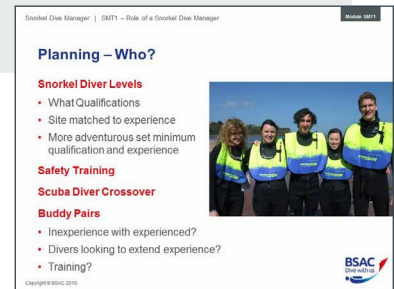 Snorkel Dive Manager | SMT1 – Role of a Snorkel Dive Manager
Module SMT1
Planning – Who?
Snorkel Diver Levels
• What Qualifications
• Site matched to experience
• More adventurous set minimum
qualification and experience
Safety Training
Scuba Diver Crossover
Buddy Pairs
• Inexperience with experienced?
• Divers looking to extend experience?
• Training?
BSAC
Dive with us
Copyright © BSAC 2016